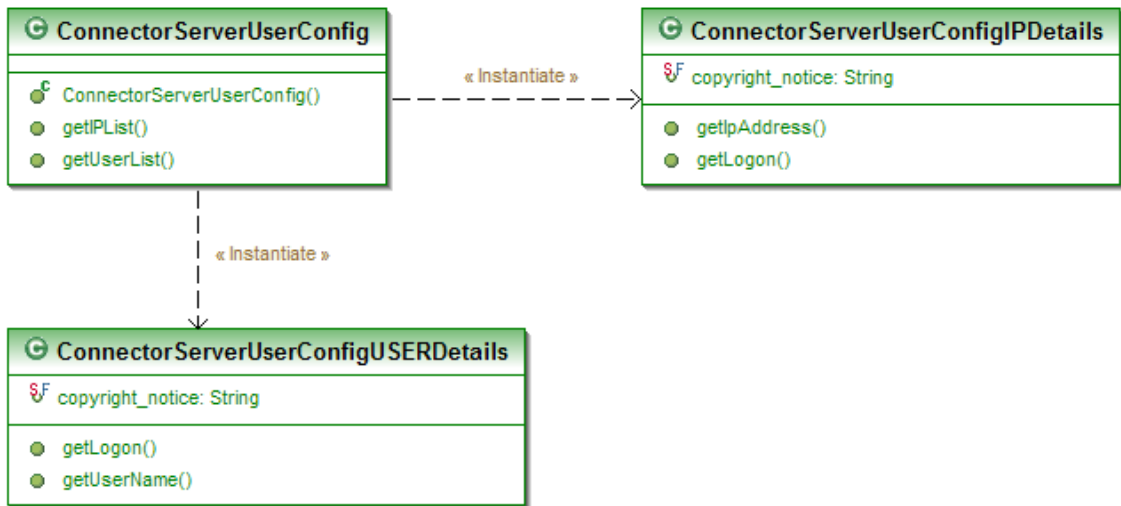 ConnectorServerUserConfig
ConnectorServerUserConfig()
getIPList()
getUserList()
« Instantiate »
ConnectorServerUserConfigIPDetails
copyright_notice: String
getIpAddress()
getLogon()
« Instantiate »
ConnectorServerUserConfigUSERDetails
copyright_notice: String
getLogon()
getUserName()